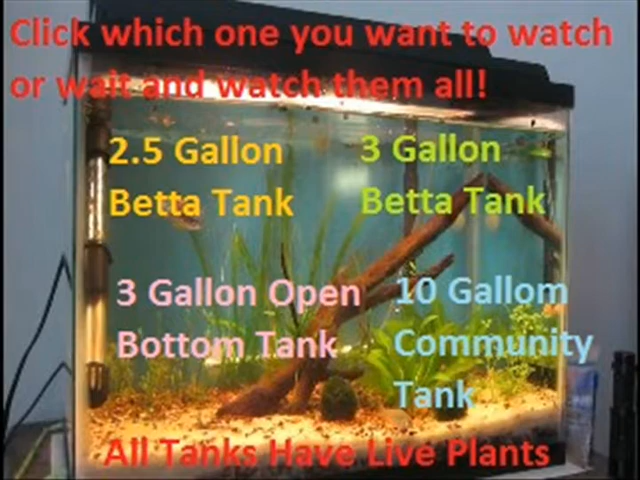 Click which one you want to watch
or wait and watch them all!
2.5 Gallon
Betta Tank
3 Gallon
Betta Tank
3 Gallon Open
Bottom Tank
10 Gallom
Community
Tank
All Tanks Have Live Plants